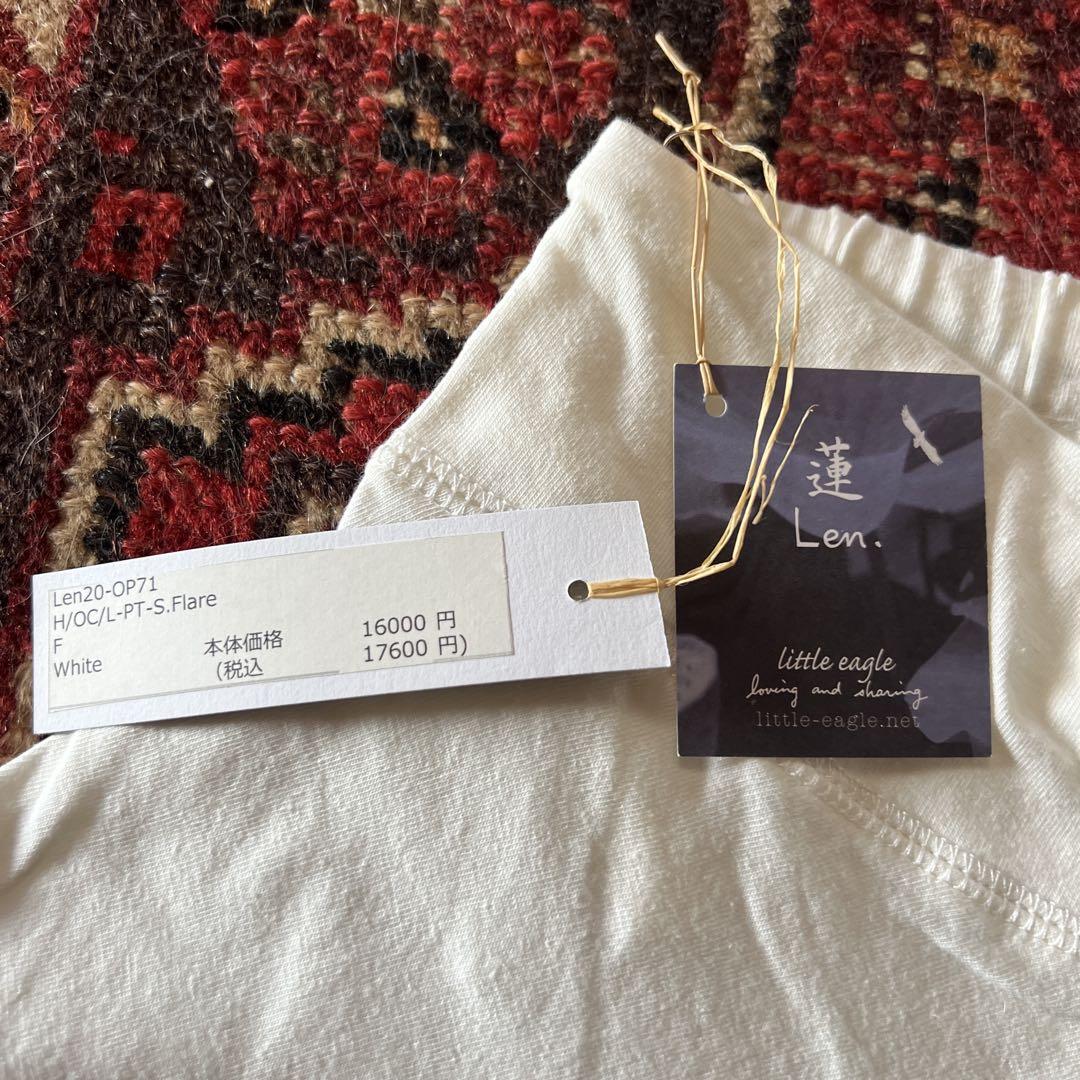 Len20-OP71
H/OC/L-PT-S.Flare
F 本体価格 16000 円
White (税込 17600 円)
蓮
Len.
little eagle
loving and sharing
little-eagle.net